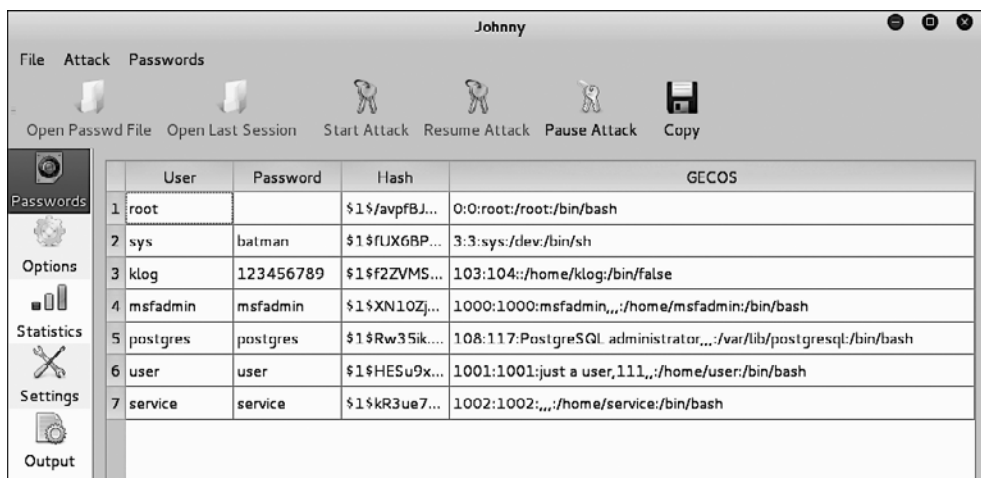 Johnny
File Attack Passwords
Open Passwd File Open Last Session Start Attack Resume Attack Pause Attack Copy
Passwords
Options
Statistics
Settings
Output
User Password Hash GECOS
1 root $1$/avpfBJ... 0:0:root:/root:/bin/bash
2 sys batman $1$fUX6BP... 3:3:sys:/dev:/bin/sh
3 klog 123456789 $1$f2ZVMS... 103:104::/home/klog:/bin/false
4 msfadmin msfadmin $1$XN10Zj... 1000:1000:msfadmin,,,:/home/msfadmin:/bin/bash
5 postgres postgres $1$Rw35ik.... 108:117:PostgreSQL administrator,,,:/var/lib/postgresql:/bin/bash
6 user user $1$HESu9x... 1001:1001:just a user,111,,:/home/user:/bin/bash
7 service service $1$kR3ue7... 1002:1002:,,,:/home/service:/bin/bash